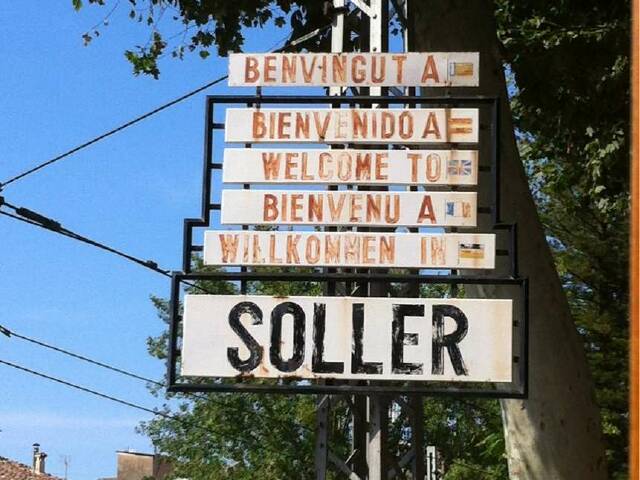 BENVINGUT A
BIENVENIDO A
WELCOME TO
BIENVENU A
WILLKOMMEN IN
SOLLER